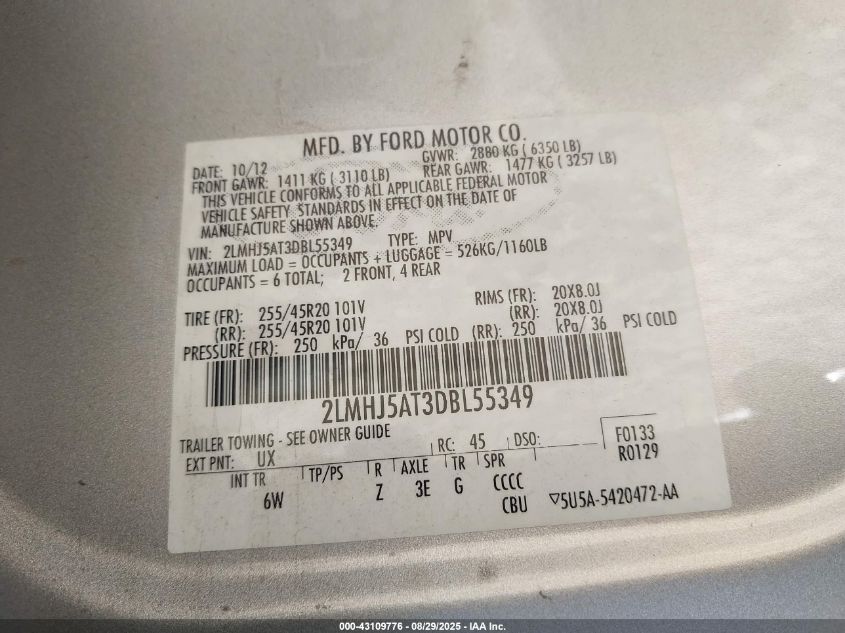 MFD. BY FORD MOTOR CO.
DATE: 10/12 GVWR: 2880 KG ( 6350 LB)
FRONT GAWR: 1411 KG ( 3110 LB) REAR GAWR: 1477 KG ( 3257 LB)
THIS VEHICLE CONFORMS TO ALL APPLICABLE FEDERAL MOTOR
VEHICLE SAFETY STANDARDS IN EFFECT ON THE DATE OF
MANUFACTURE SHOWN ABOVE.
VIN: 2LMHJ5AT3DBL55349 TYPE: MPV
MAXIMUM LOAD = OCCUPANTS + LUGGAGE = 526KG/1160LB
OCCUPANTS = 6 TOTAL; 2 FRONT, 4 REAR
TIRE (FR): 255/45R20 101V RIMS (FR): 20X8.0J
(RR): 255/45R20 101V (RR): 20X8.0J
PRESSURE (FR): 250 kPa/ 36 PSI COLD (RR): 250 kPa/ 36 PSI COLD
2LMHJ5AT3DBL55349
TRAILER TOWING - SEE OWNER GUIDE
EXT PNT: UX RC: 45 DSO: F0133
R0129
INT TR TP/PS R AXLE TR SPR
6W Z 3E G CCCC
CBU ▽5U5A-5420472-AA
000-43109776 - 08/29/2025 - IAA Inc.